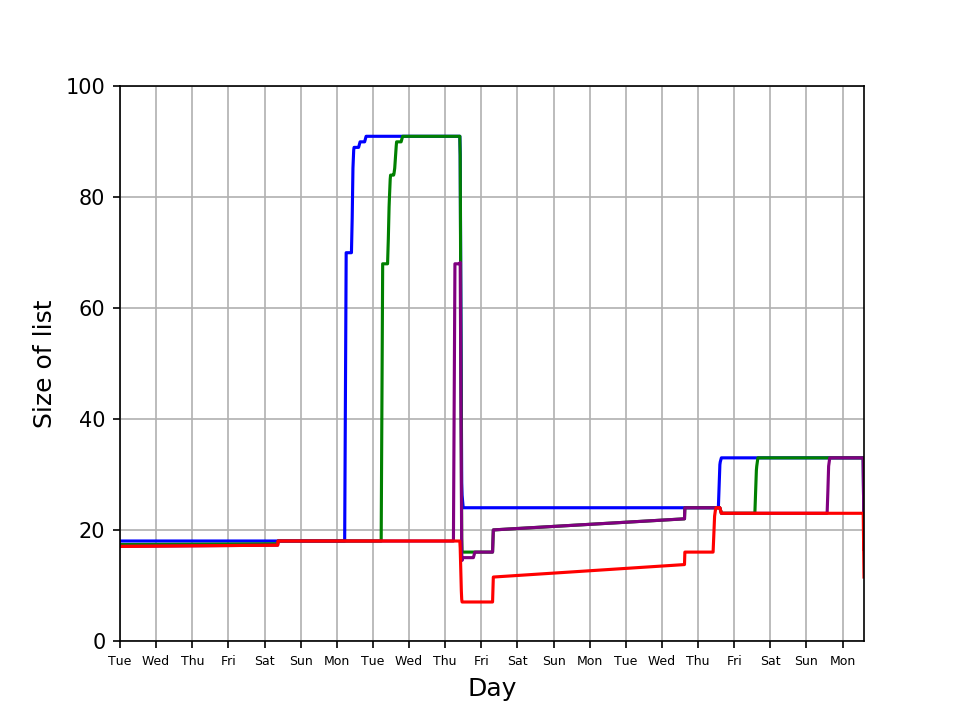 100
80
60
40
20
0
Size of list
Tue Wed Thu Fri Sat Sun Mon Tue Wed Thu Fri Sat Sun Mon Tue Wed Thu Fri Sat Sun Mon
Day